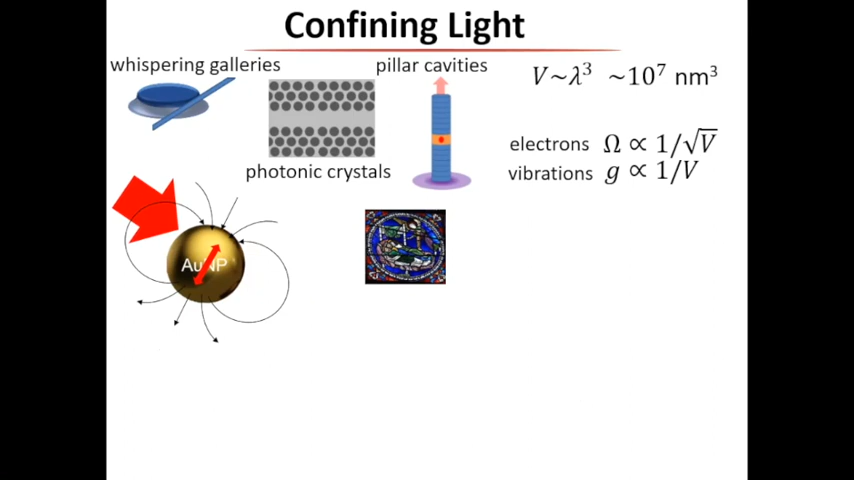 Confining Light
whispering galleries
pillar cavities
V~λ³ ~10⁷ nm³
electrons Ω ∝ 1/√V
vibrations g ∝ 1/V
photonic crystals
AuNP